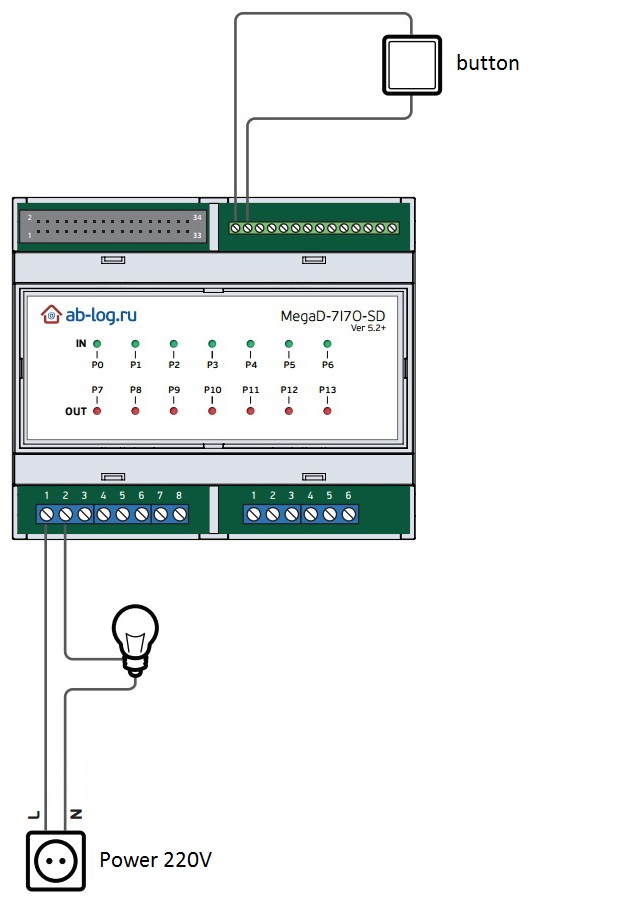 button
2 34
1 33
ab-log.ru
MegaD-7I7O-SD
Ver 5.2+
IN
P0 P1 P2 P3 P4 P5 P6
P7 P8 P9 P10 P11 P12 P13
OUT
1 2 3 4 5 6 7 8 1 2 3 4 5 6
L N
Power 220V